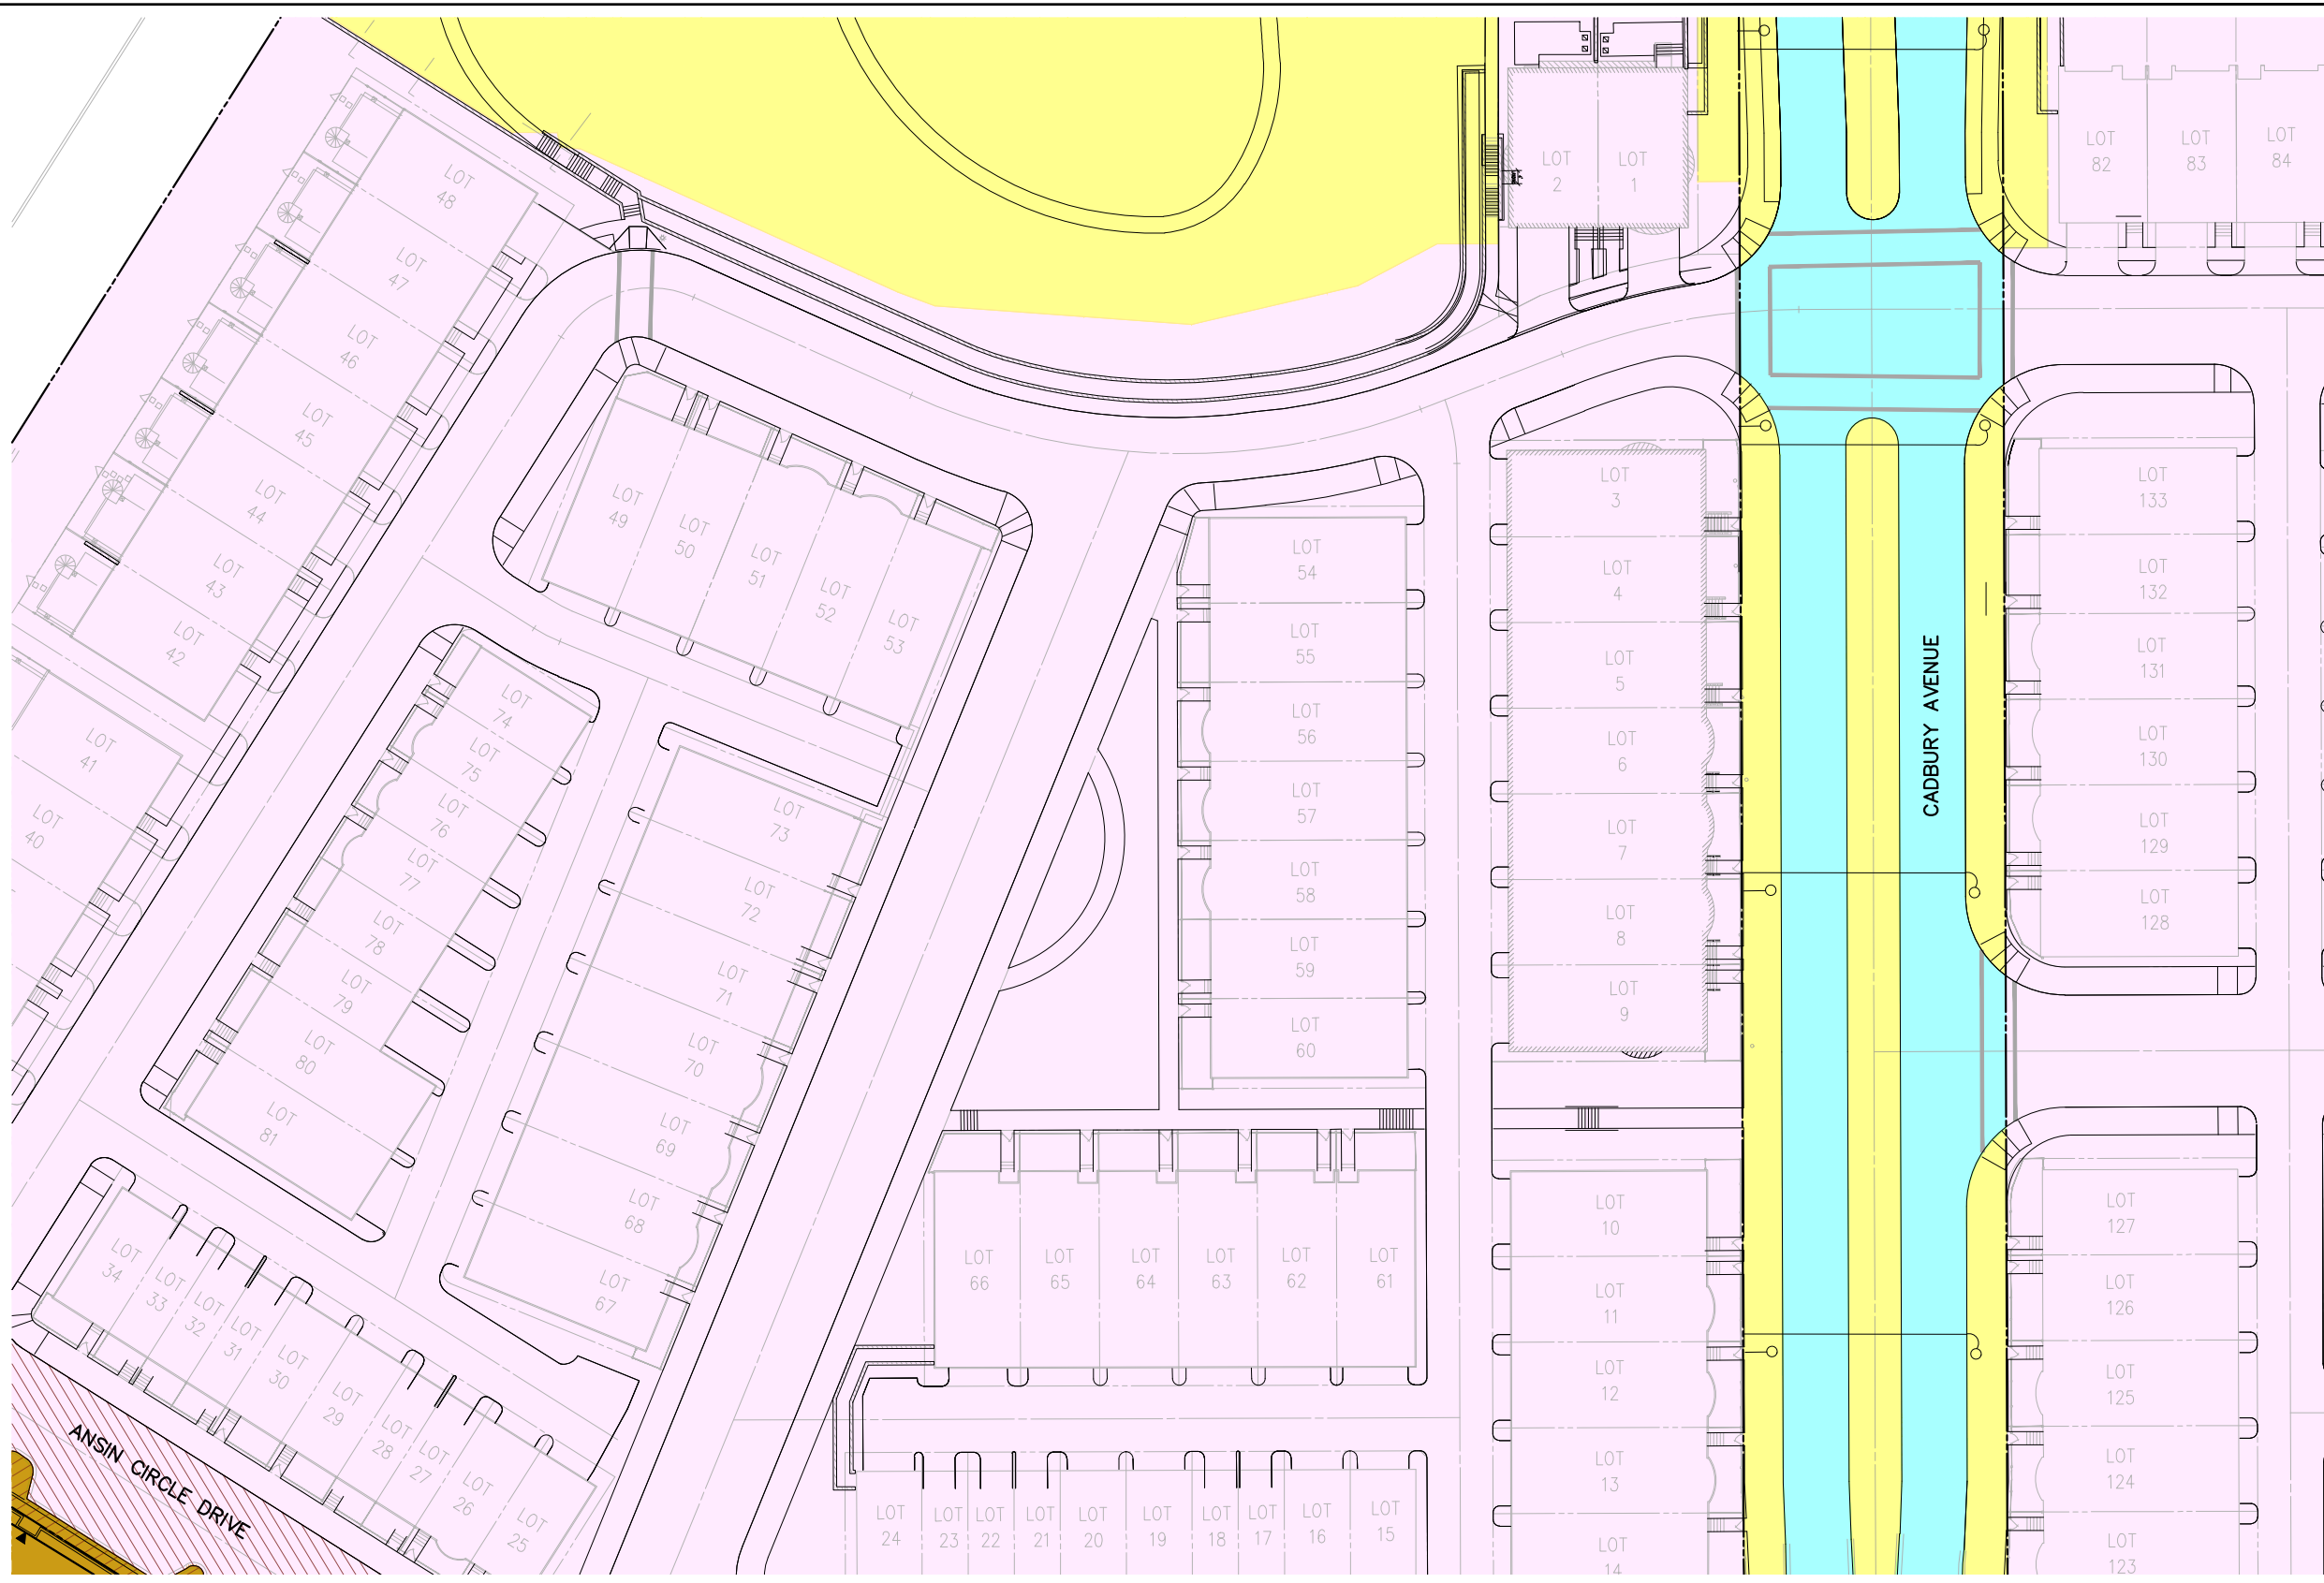 LOT
48
LOT
47
LOT
46
LOT
45
LOT
44
LOT
43
LOT
42
LOT
41
LOT
40
LOT
2
LOT
1
LOT
82
LOT
83
LOT
84
LOT
49
LOT
50
LOT
51
LOT
52
LOT
53
LOT
54
LOT
55
LOT
56
LOT
57
LOT
58
LOT
59
LOT
60
LOT
3
LOT
4
LOT
5
LOT
6
LOT
7
LOT
8
LOT
9
CADBURY AVENUE
LOT
133
LOT
132
LOT
131
LOT
130
LOT
129
LOT
128
LOT
74
LOT
75
LOT
76
LOT
77
LOT
78
LOT
79
LOT
80
LOT
81
LOT
73
LOT
72
LOT
71
LOT
70
LOT
69
LOT
68
LOT
67
LOT
66
LOT
65
LOT
64
LOT
63
LOT
62
LOT
61
LOT
10
LOT
11
LOT
12
LOT
13
LOT
14
LOT
127
LOT
126
LOT
125
LOT
124
LOT
123
LOT
34
LOT
33
LOT
32
LOT
31
LOT
30
LOT
29
LOT
28
LOT
27
LOT
26
LOT
25
ANSIN CIRCLE DRIVE
LOT
24
LOT
23
LOT
22
LOT
21
LOT
20
LOT
19
LOT
18
LOT
17
LOT
16
LOT
15